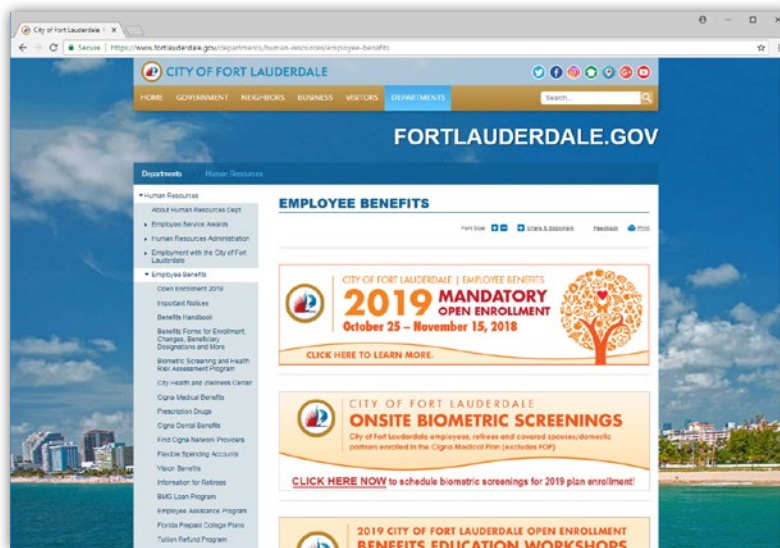 City of Fort Lauderdale, F
Secure | https://www.fortlauderdale.gov/departments/human-resources/employee-benefits
CITY OF FORT LAUDERDALE
HOME GOVERNMENT NEIGHBORS BUSINESS VISITORS DEPARTMENTS Search...
FORTLAUDERDALE.GOV
Departments Human Resources
Human Resources
About Human Resources Dept
Employee Service Awards
Human Resources Administration
Employment with the City of Fort
Lauderdale
Employee Benefits
Open Enrollment 2019
Important Notices
Benefits Handbook
Benefits Forms for Enrollment,
Changes, Beneficiary
Designations and More
Biometric Screening and Health
Risk Assessment Program
City Health and Wellness Center
Cigna Medical Benefits
Prescription Drugs
Cigna Dental Benefits
Find Cigna Network Providers
Flexible Spending Accounts
Vision Benefits
Information for Retirees
BMG Loan Program
Employee Assistance Program
Florida Prepaid College Plans
Tuition Refund Program
EMPLOYEE BENEFITS
Font Size: Share & Bookmark Feedback Print
CITY OF FORT LAUDERDALE | EMPLOYEE BENEFITS
2019 MANDATORY
OPEN ENROLLMENT
October 25 – November 15, 2018
CLICK HERE TO LEARN MORE.
CITY OF FORT LAUDERDALE
ONSITE BIOMETRIC SCREENINGS
City of Fort Lauderdale employees, retirees and covered spouses/domestic
partners enrolled in the Cigna Medical Plan (excludes FOP)
CLICK HERE NOW to schedule biometric screenings for 2019 plan enrollment!
2019 CITY OF FORT LAUDERDALE OPEN ENROLLMENT
BENEFITS EDUCATION WORKSHOPS